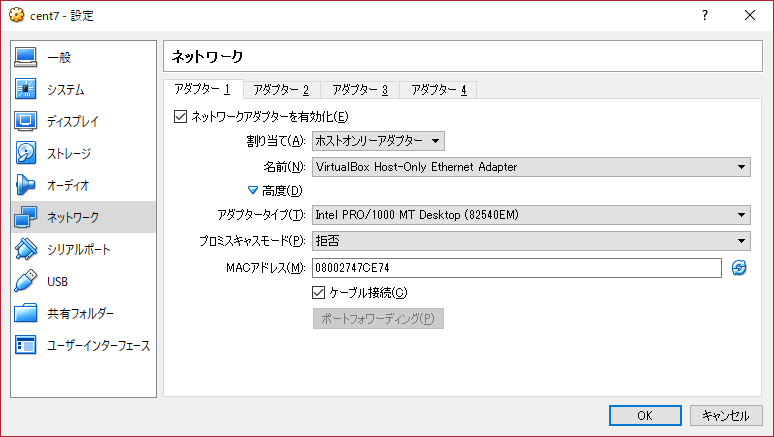 cent7 - 設定
?
一般
システム
ディスプレイ
ストレージ
オーディオ
ネットワーク
シリアルポート
USB
共有フォルダー
ユーザーインターフェース
ネットワーク
アダプター 1 アダプター 2 アダプター 3 アダプター 4
ネットワークアダプターを有効化(E)
割り当て(A): ホストオンリーアダプター
名前(N): VirtualBox Host-Only Ethernet Adapter
高度(D)
アダプタータイプ(T): Intel PRO/1000 MT Desktop (82540EM)
プロミスキャスモード(P): 拒否
MACアドレス(M): 08002747CE74
ケーブル接続(C)
ポートフォワーディング(P)
OK キャンセル